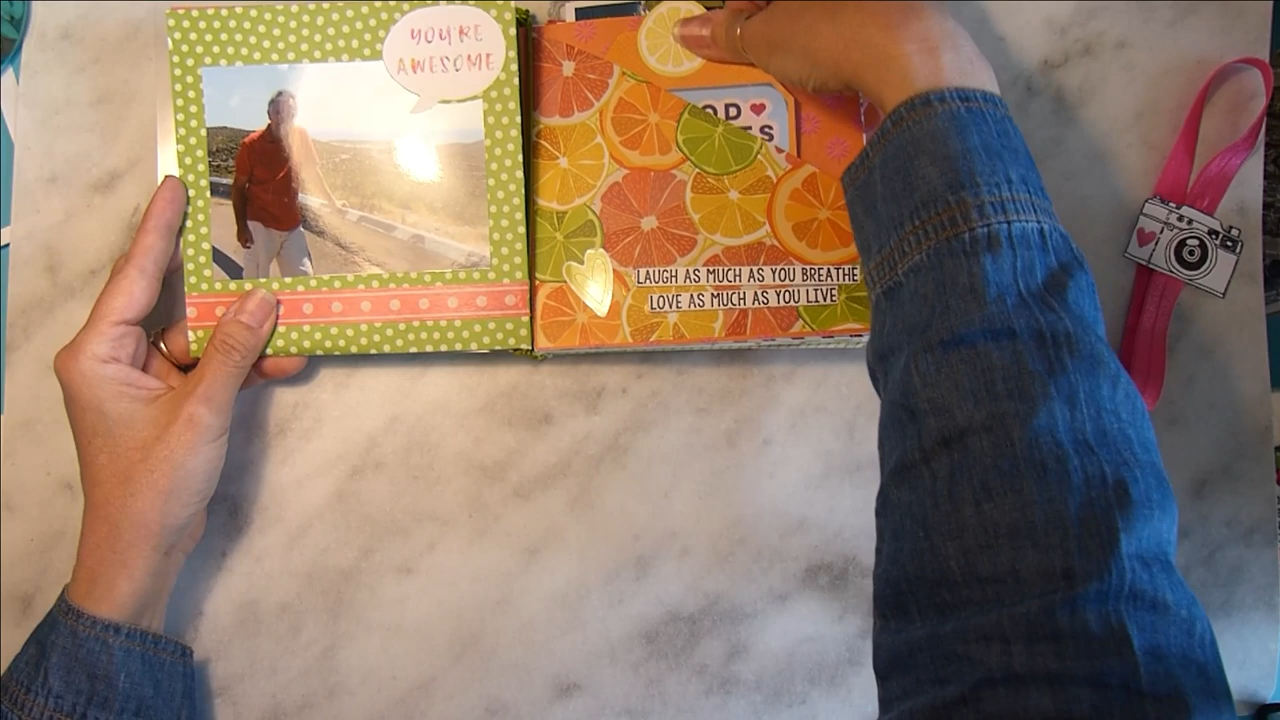 YOU'RE
AWESOME
LAUGH AS MUCH AS YOU BREATHE
LOVE AS MUCH AS YOU LIVE